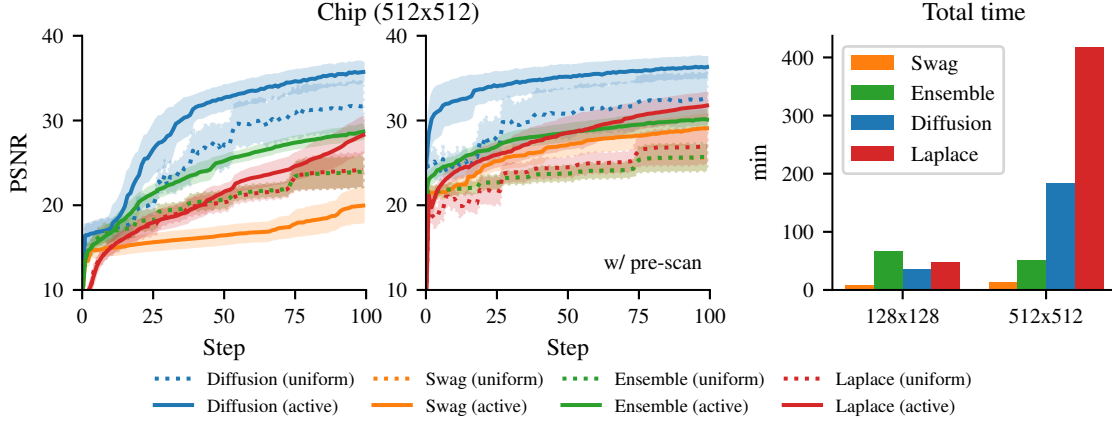 Chip (512x512)
Total time
PSNR
40
30
20
10
0
25
50
75
100
Step
40
30
20
10
w/ pre-scan
0
25
50
75
100
Step
min
400
300
200
100
0
Swag
Ensemble
Diffusion
Laplace
128x128
512x512
Diffusion (uniform)
Swag (uniform)
Ensemble (uniform)
Laplace (uniform)
Diffusion (active)
Swag (active)
Ensemble (active)
Laplace (active)